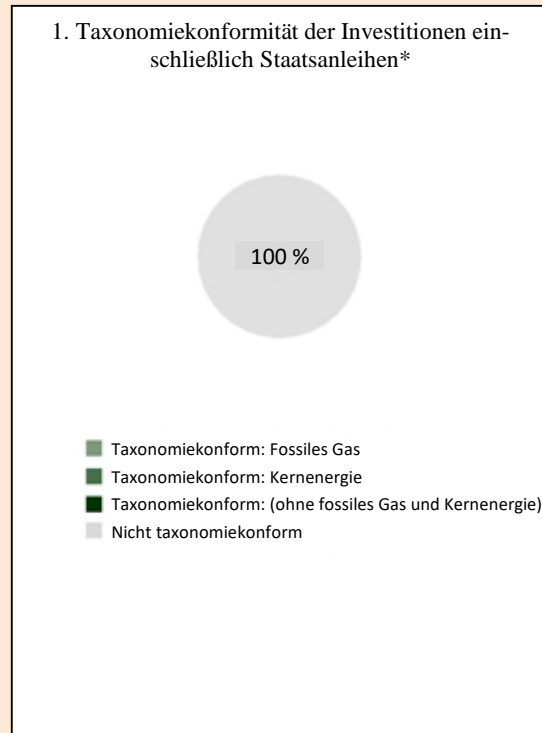 1. Taxonomiekonformität der Investitionen ein-
schließlich Staatsanleihen*
100 %
Taxonomiekonform: Fossiles Gas
Taxonomiekonform: Kernenergie
Taxonomiekonform: (ohne fossiles Gas und Kernenergie)
Nicht taxonomiekonform